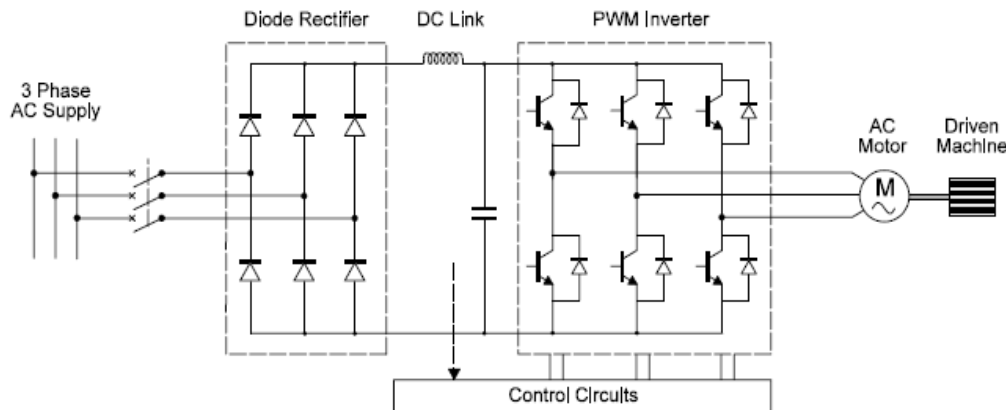 Diode Rectifier
DC Link
PWM Inverter
3 Phase
AC Supply
AC
Motor
Driven
Machine
M
Control Circuits